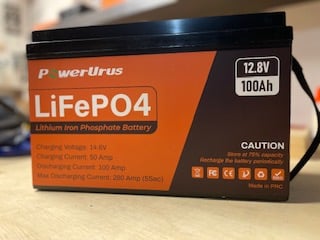 PowerUrus
12.8V
100Ah
LiFePO4
Lithium Iron Phosphate Battery
Charging Voltage: 14.6V
Charging Current: 50 Amp
Discharging Current: 100 Amp
Max Discharging Current: 280 Amp (5Sec)
CAUTION
Store at 75% capacity
Recharge the battery periodically
Made in PRC